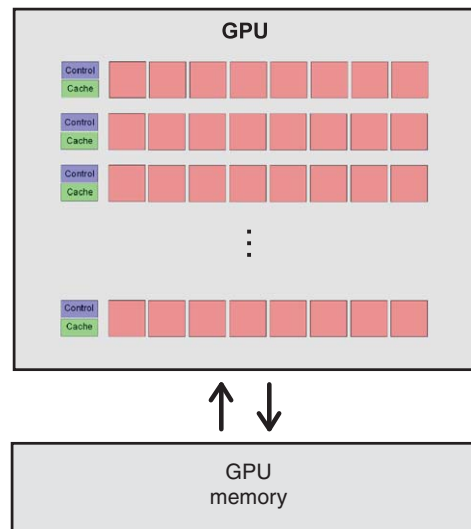 GPU
Control
Cache
Control
Cache
Control
Cache
Control
Cache
GPU
memory